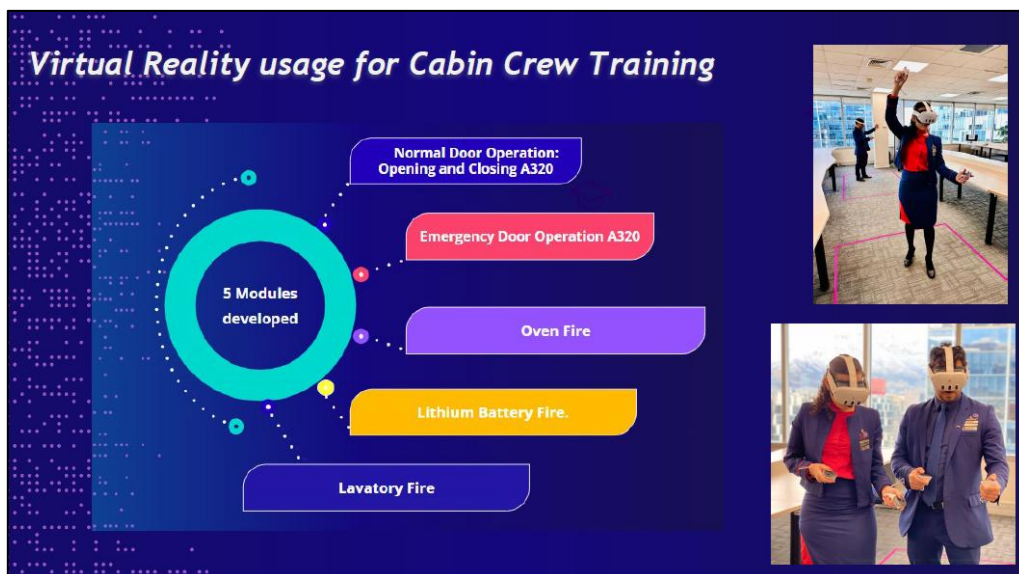 Virtual Reality usage for Cabin Crew Training
Normal Door Operation:
Opening and Closing A320
Emergency Door Operation A320
5 Modules
developed
Oven Fire
Lithium Battery Fire.
Lavatory Fire